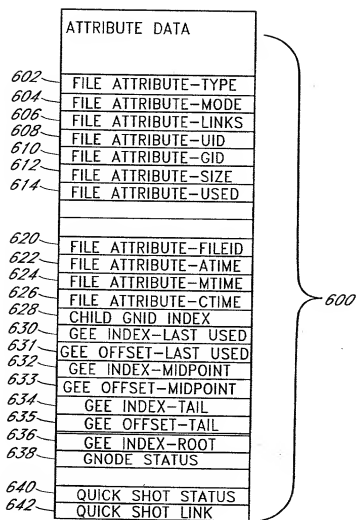 ATTRIBUTE DATA
602 FILE ATTRIBUTE-TYPE
604 FILE ATTRIBUTE-MODE
606 FILE ATTRIBUTE-LINKS
608 FILE ATTRIBUTE-UID
610 FILE ATTRIBUTE-GID
612 FILE ATTRIBUTE-SIZE
614 FILE ATTRIBUTE-USED
620 FILE ATTRIBUTE-FILEID
622 FILE ATTRIBUTE-ATIME
624 FILE ATTRIBUTE-MTIME
626 FILE ATTRIBUTE-CTIME
600
628 CHILD GNID INDEX
630 GEE INDEX-LAST USED
631 GEE OFFSET-LAST USED
632 GEE INDEX-MIDPOINT
633 GEE OFFSET-MIDPOINT
634 GEE INDEX-TAIL
635 GEE OFFSET-TAIL
636 GEE INDEX-ROOT
638 GNODE STATUS
640 QUICK SHOT STATUS
642 QUICK SHOT LINK